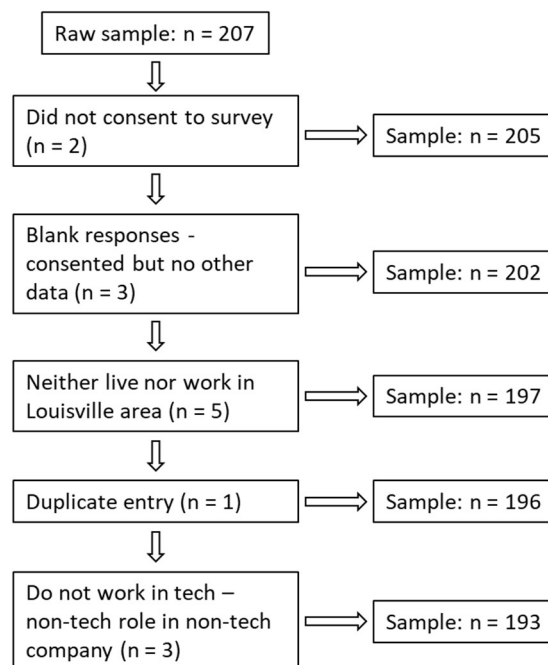 Raw sample: n = 207
Did not consent to survey
(n = 2)
Sample: n = 205
Blank responses -
consented but no other
data (n = 3)
Sample: n = 202
Neither live nor work in
Louisville area (n = 5)
Sample: n = 197
Duplicate entry (n = 1)
Sample: n = 196
Do not work in tech –
non-tech role in non-tech
company (n = 3)
Sample: n = 193